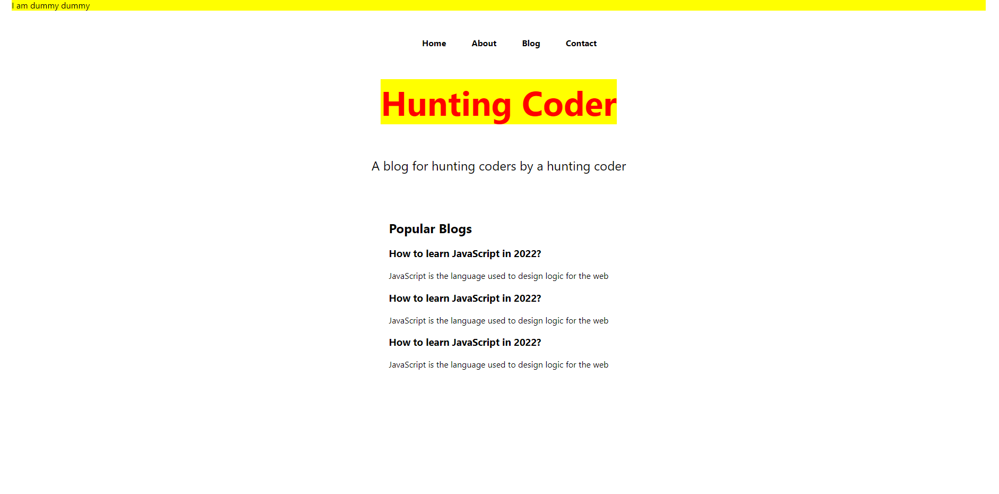 I am dummy dummy
Home About Blog Contact
Hunting Coder
A blog for hunting coders by a hunting coder
Popular Blogs
How to learn JavaScript in 2022?
JavaScript is the language used to design logic for the web
How to learn JavaScript in 2022?
JavaScript is the language used to design logic for the web
How to learn JavaScript in 2022?
JavaScript is the language used to design logic for the web